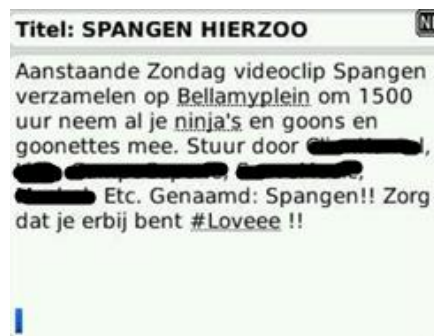 Titel: SPANGEN HIERZOO
Aanstaande Zondag videoclip Spangen
verzamelen op Bellamyplein om 1500
uur neem al je ninja's en goons en
goonettes mee. Stuur door
Etc. Genaamd: Spangen!! Zorg
dat je erbij bent #Loveee !!